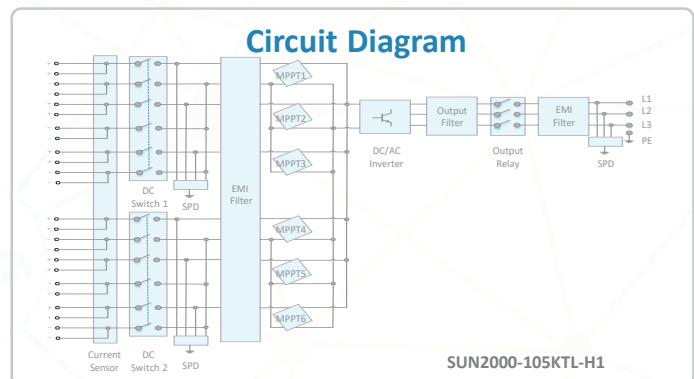 Circuit Diagram
MPPT1
MPPT2
MPPT3
MPPT4
MPPT5
MPPT6
DC
Switch 1
SPD
EMI
Filter
DC/AC
Inverter
Output
Filter
Output
Relay
EMI
Filter
L1
L2
L3
PE
SPD
Current
Sensor
DC
Switch 2
SPD
SUN2000-105KTL-H1